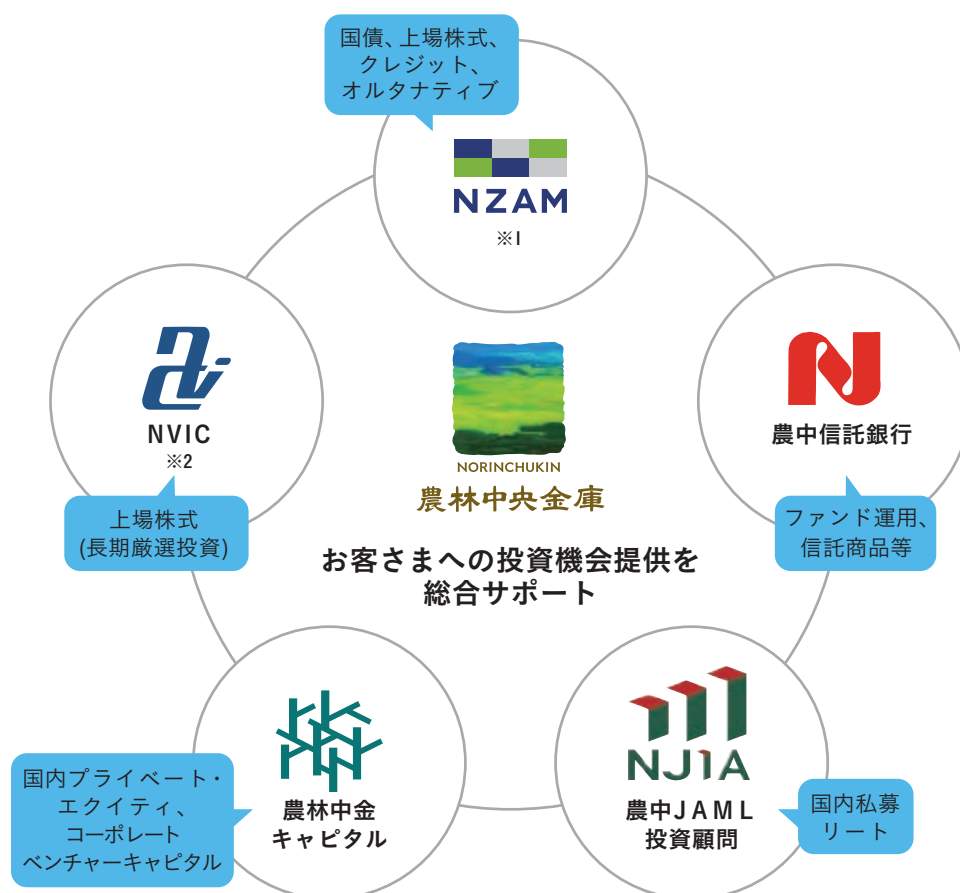 国債、上場株式、
クレジット、
オルタナティブ
NZAM
※1
NVIC
※2
上場株式
(長期厳選投資)
NORINCHUKIN
農林中央金庫
お客さまへの投資機会提供を
総合サポート
農中信託銀行
ファンド運用、
信託商品等
国内プライベート・
エクイティ、
コーポレート
ベンチャーキャピタル
農林中金
キャピタル
NJIA
農中JAML
投資顧問
国内私募
リート